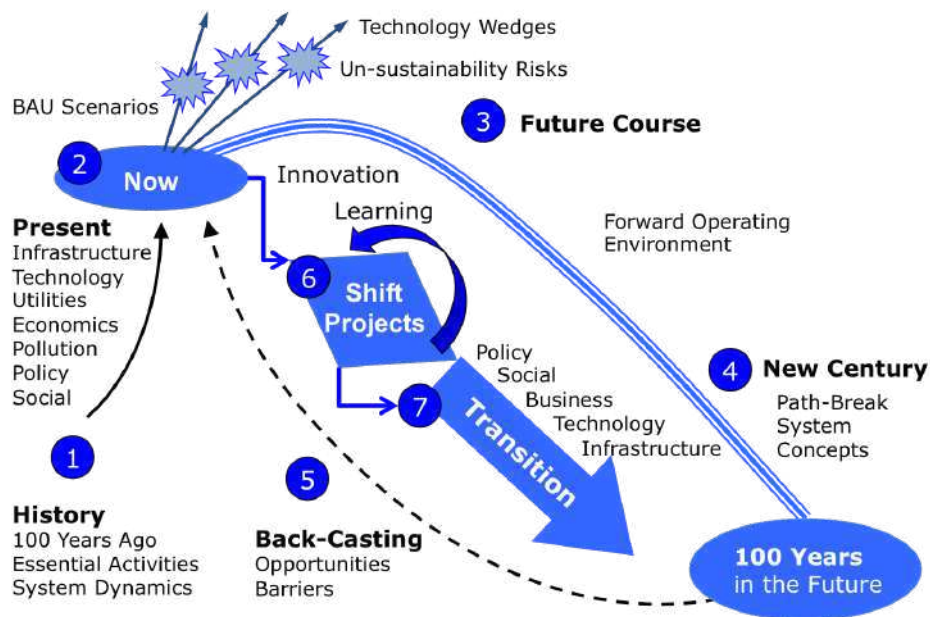 Technology Wedges
Un-sustainability Risks
BAU Scenarios
3 Future Course
2
Now
Innovation
Learning
Present
Infrastructure
Technology
Utilities
Economics
Pollution
Policy
Social
Forward Operating
Environment
6
Shift
Projects
Policy
Social
Business
Technology
Infrastructure
7
Transition
4 New Century
Path-Break
System
Concepts
1
History
100 Years Ago
Essential Activities
System Dynamics
5
Back-Casting
Opportunities
Barriers
100 Years
in the Future